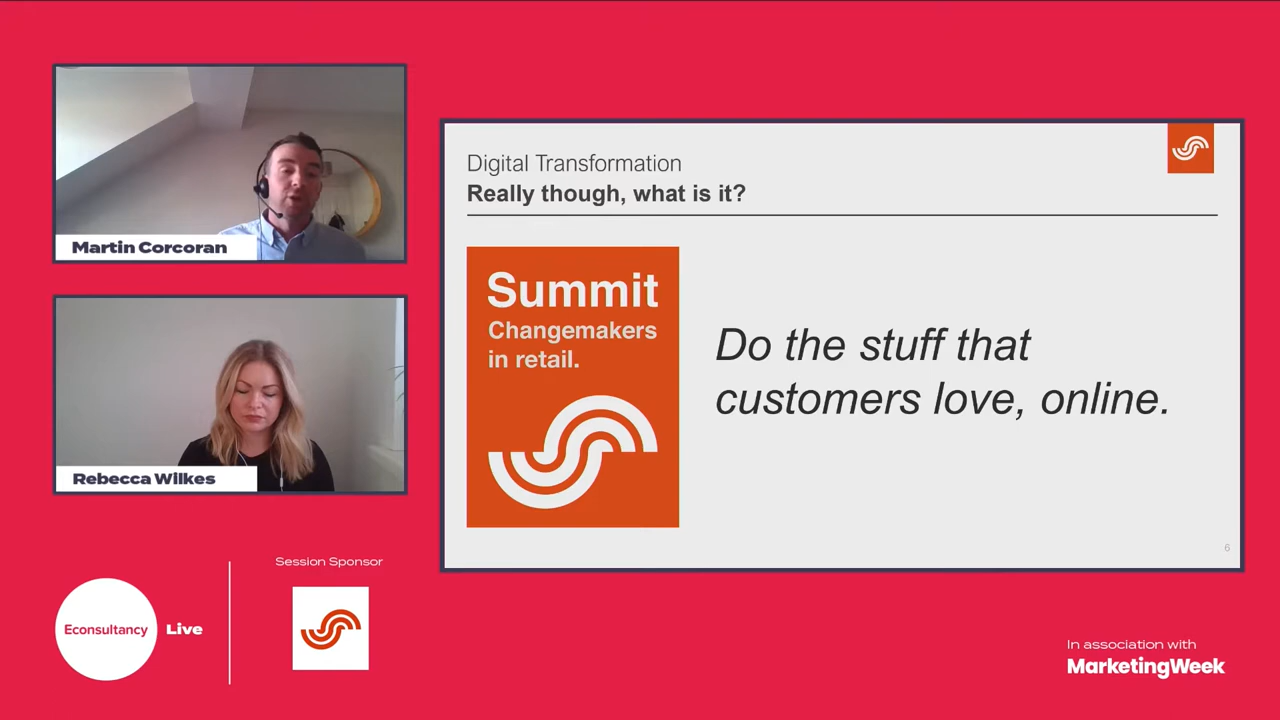 Martin Corcoran
Rebecca Wilkes
Digital Transformation
Really though, what is it?
Summit
Changemakers
in retail.
Do the stuff that
customers love, online.
6
Session Sponsor
Econsultancy
Live
In association with
MarketingWeek